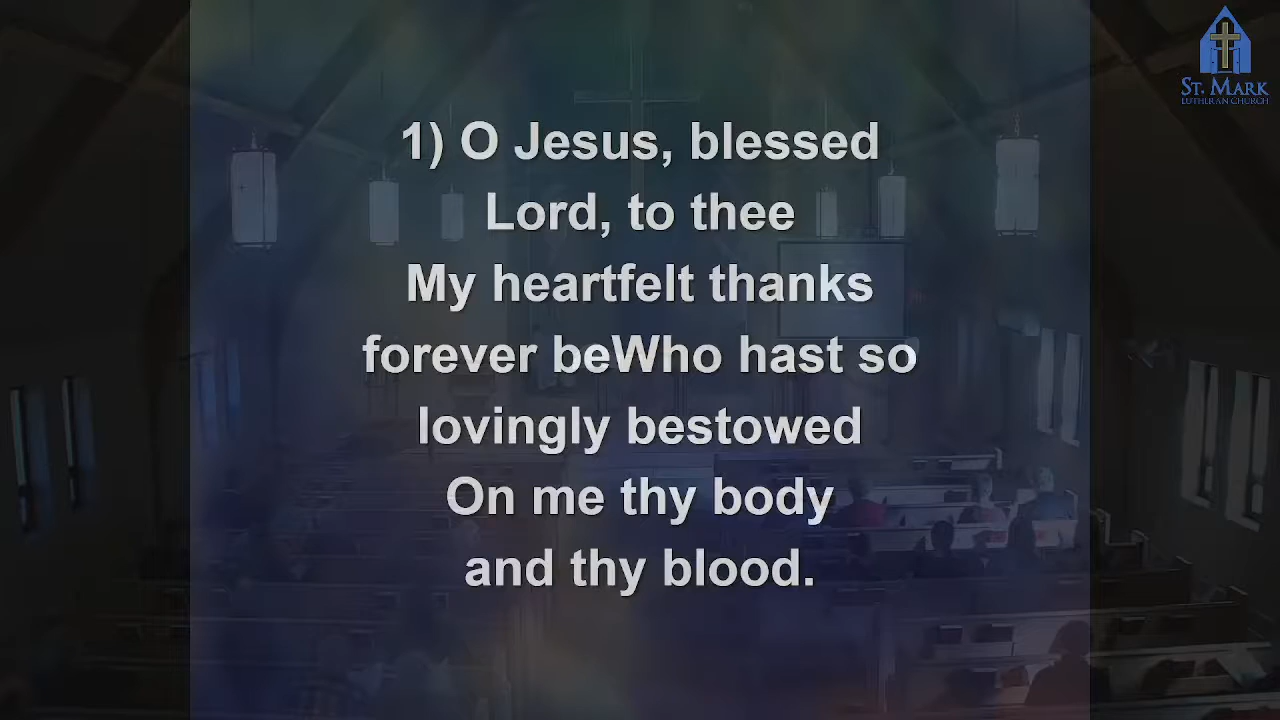 St. Mark
Lutheran Church
1) O Jesus, blessed
Lord, to thee
My heartfelt thanks
forever beWho hast so
lovingly bestowed
On me thy body
and thy blood.